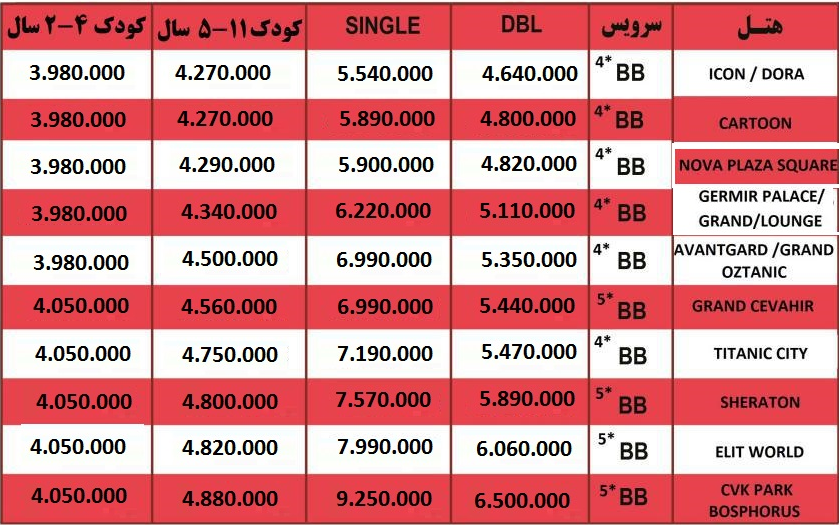 هتـل سرویس DBL SINGLE کودک ۱۱-۵ سال کودک ۴-۲ سال
ICON / DORA 4* BB 4.640.000 5.540.000 4.270.000 3.980.000
CARTOON 4* BB 4.800.000 5.890.000 4.270.000 3.980.000
NOVA PLAZA SQUARE 4* BB 4.820.000 5.900.000 4.290.000 3.980.000
GERMIR PALACE/
GRAND/LOUNGE 4* BB 5.110.000 6.220.000 4.340.000 3.980.000
AVANTGARD /GRAND
OZTANIC 4* BB 5.350.000 6.990.000 4.500.000 3.980.000
GRAND CEVAHIR 5* BB 5.440.000 6.990.000 4.560.000 4.050.000
TITANIC CITY 4* BB 5.470.000 7.190.000 4.750.000 4.050.000
SHERATON 5* BB 5.890.000 7.570.000 4.800.000 4.050.000
ELIT WORLD 5* BB 6.060.000 7.990.000 4.820.000 4.050.000
CVK PARK
BOSPHORUS 5* BB 6.500.000 9.250.000 4.880.000 4.050.000